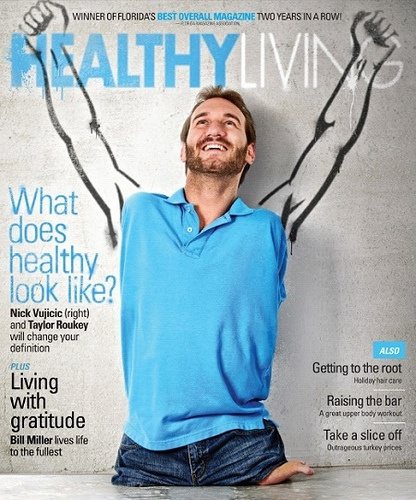 WINNER OF FLORIDA'S BEST OVERALL MAGAZINE TWO YEARS IN A ROW!
HEALTHYLIVING
What
does
healthy
look like?
Nick Vujicic (right)
and Taylor Roukey
will change your
definition
PLUS
Living
with
gratitude
Bill Miller lives life
to the fullest
ALSO
Getting to the root
Holiday hair care
Raising the bar
A great upper body workout
Take a slice off
Outrageous turkey prices